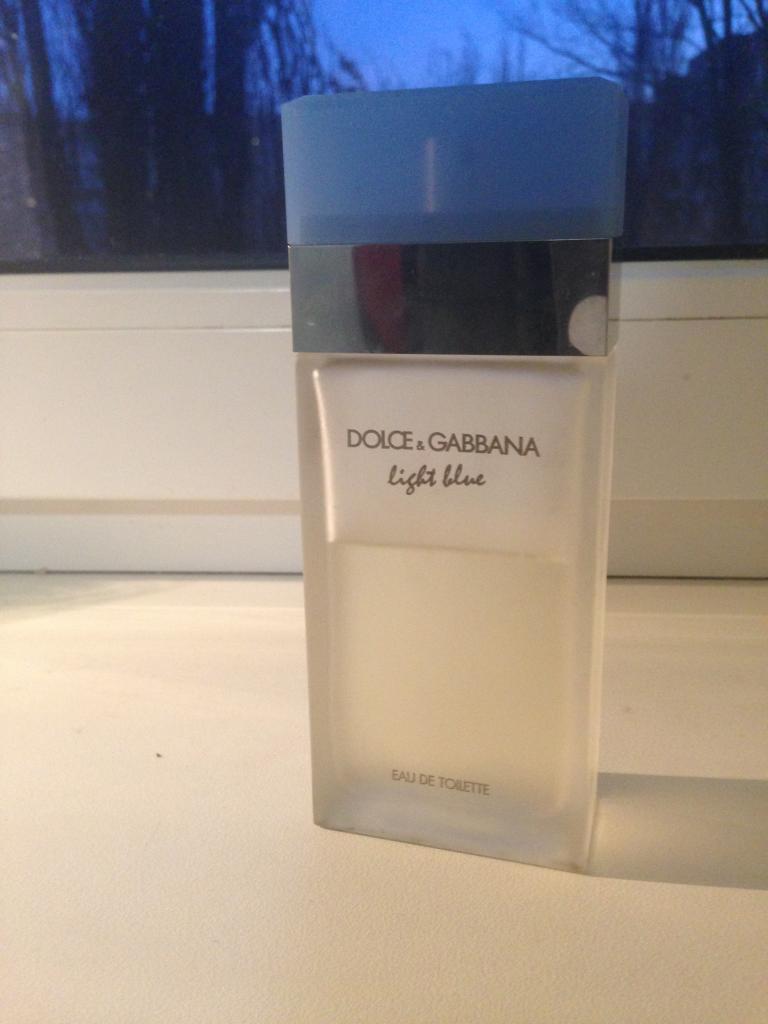 DOLCE & GABBANA
light blue
EAU DE TOILETTE